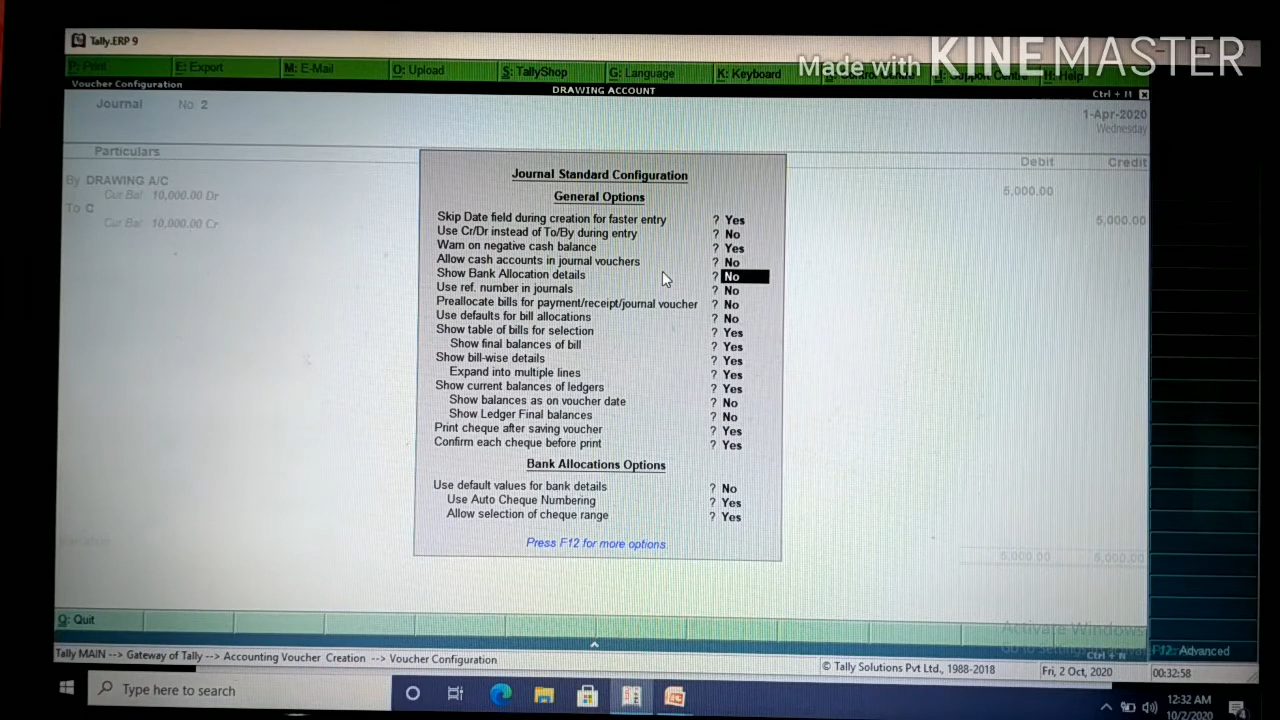 Tally.ERP 9
Made with KINEMASTER
P: Print E: Export M: E-Mail O: Upload S: TallyShop G: Language K: Keyboard
Voucher Configuration DRAWING ACCOUNT Ctrl + M
Journal No. 2 1-Apr-2020
Wednesday
Particulars Debit Credit
By DRAWING A/C 5,000.00
Cur Bal 10,000.00 Dr
To C 5,000.00
Cur Bal 10,000.00 Cr
Journal Standard Configuration
General Options
Skip Date field during creation for faster entry ? Yes
Use Cr/Dr instead of To/By during entry ? No
Warn on negative cash balance ? Yes
Allow cash accounts in journal vouchers ? No
Show Bank Allocation details ? No
Use ref. number in journals ? No
Preallocate bills for payment/receipt/journal voucher ? No
Use defaults for bill allocations ? No
Show table of bills for selection ? Yes
Show final balances of bill ? Yes
Show bill-wise details ? Yes
Expand into multiple lines ? Yes
Show current balances of ledgers ? Yes
Show balances as on voucher date ? No
Show Ledger Final balances ? No
Print cheque after saving voucher ? Yes
Confirm each cheque before print ? Yes
Bank Allocations Options
Use default values for bank details ? No
Use Auto Cheque Numbering ? Yes
Allow selection of cheque range ? Yes
Press F12 for more options.
5,000.00 5,000.00
Q: Quit
Activate Windows
F12: Advanced
Tally MAIN --> Gateway of Tally --> Accounting Voucher Creation --> Voucher Configuration © Tally Solutions Pvt Ltd., 1988-2018 Ctrl + N
Fri, 2 Oct, 2020 00:32:58
Type here to search
12:32 AM
10/2/2020